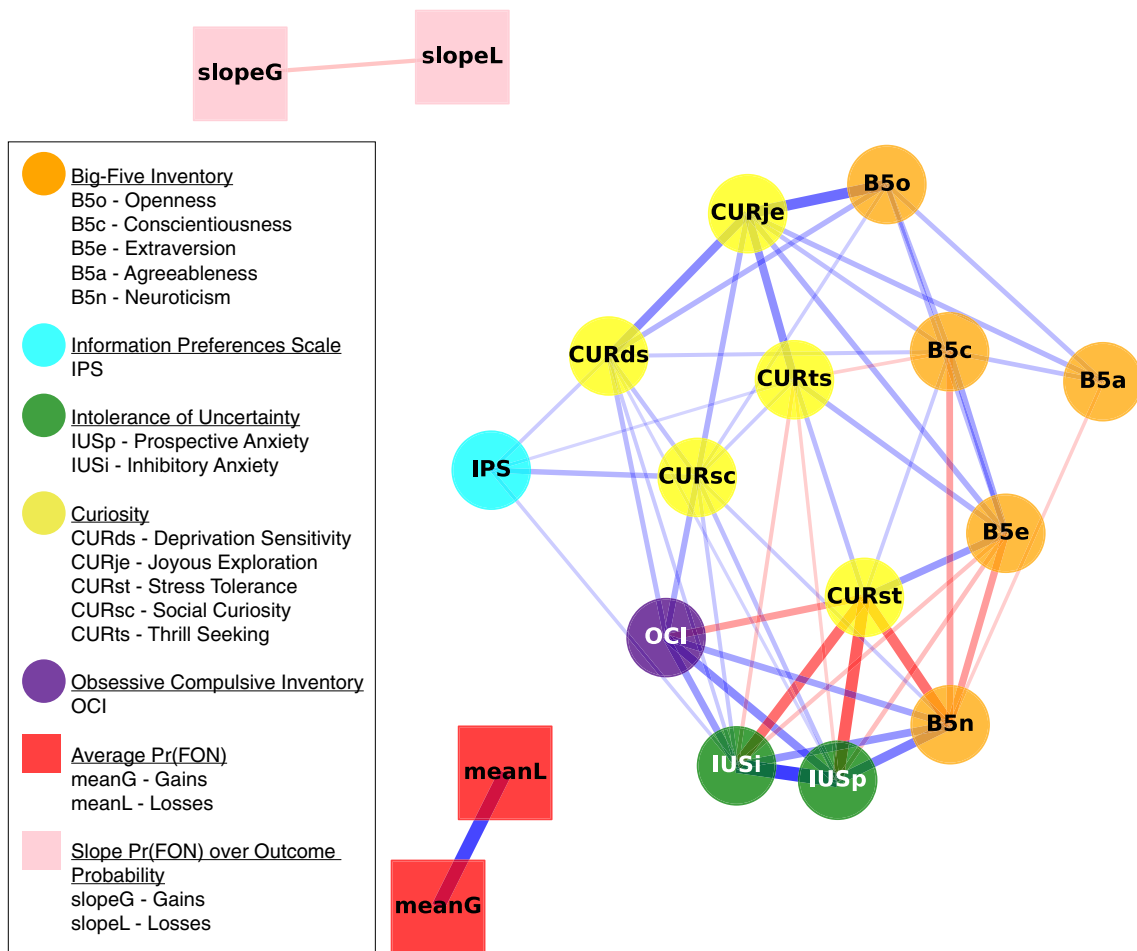 slopeG
slopeL
Big-Five Inventory
B5o - Openness
B5c - Conscientiousness
B5e - Extraversion
B5a - Agreeableness
B5n - Neuroticism
Information Preferences Scale
IPS
Intolerance of Uncertainty
IUSp - Prospective Anxiety
IUSi - Inhibitory Anxiety
Curiosity
CURds - Deprivation Sensitivity
CURje - Joyous Exploration
CURst - Stress Tolerance
CURsc - Social Curiosity
CURts - Thrill Seeking
Obsessive Compulsive Inventory
OCI
Average Pr(FON)
meanG - Gains
meanL - Losses
Slope Pr(FON) over Outcome
Probability
slopeG - Gains
slopeL - Losses
B5o
CURje
CURds
CURts
B5c
B5a
IPS
CURsc
B5e
CURst
OCI
B5n
IUSi
IUSp
meanL
meanG